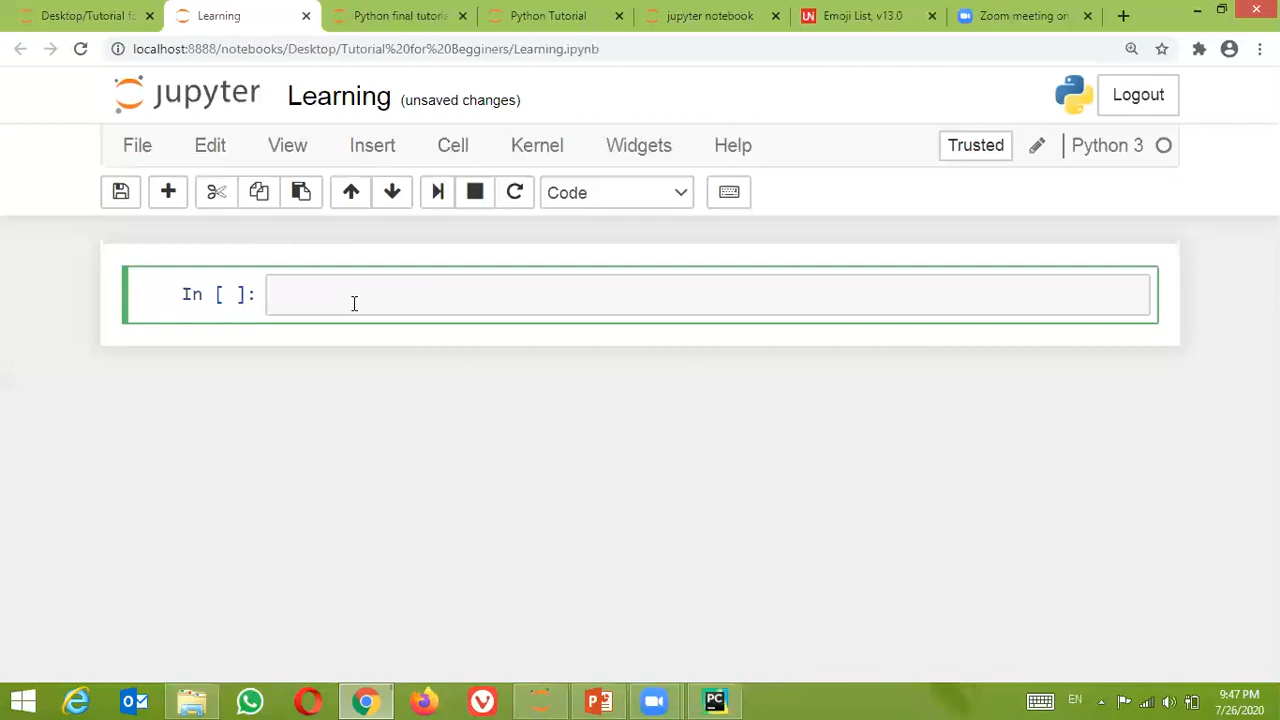 Desktop/Tutorial fo
Learning
Python final tutoria
Python Tutorial
jupyter notebook
UN Emoji List, v13.0
Zoom meeting on
localhost:8888/notebooks/Desktop/Tutorial%20for%20Begginers/Learning.ipynb
jupyter Learning (unsaved changes)
Logout
File Edit View Insert Cell Kernel Widgets Help
Trusted
Python 3
Code
In [ ]:
PC
EN
9:47 PM
7/26/2020